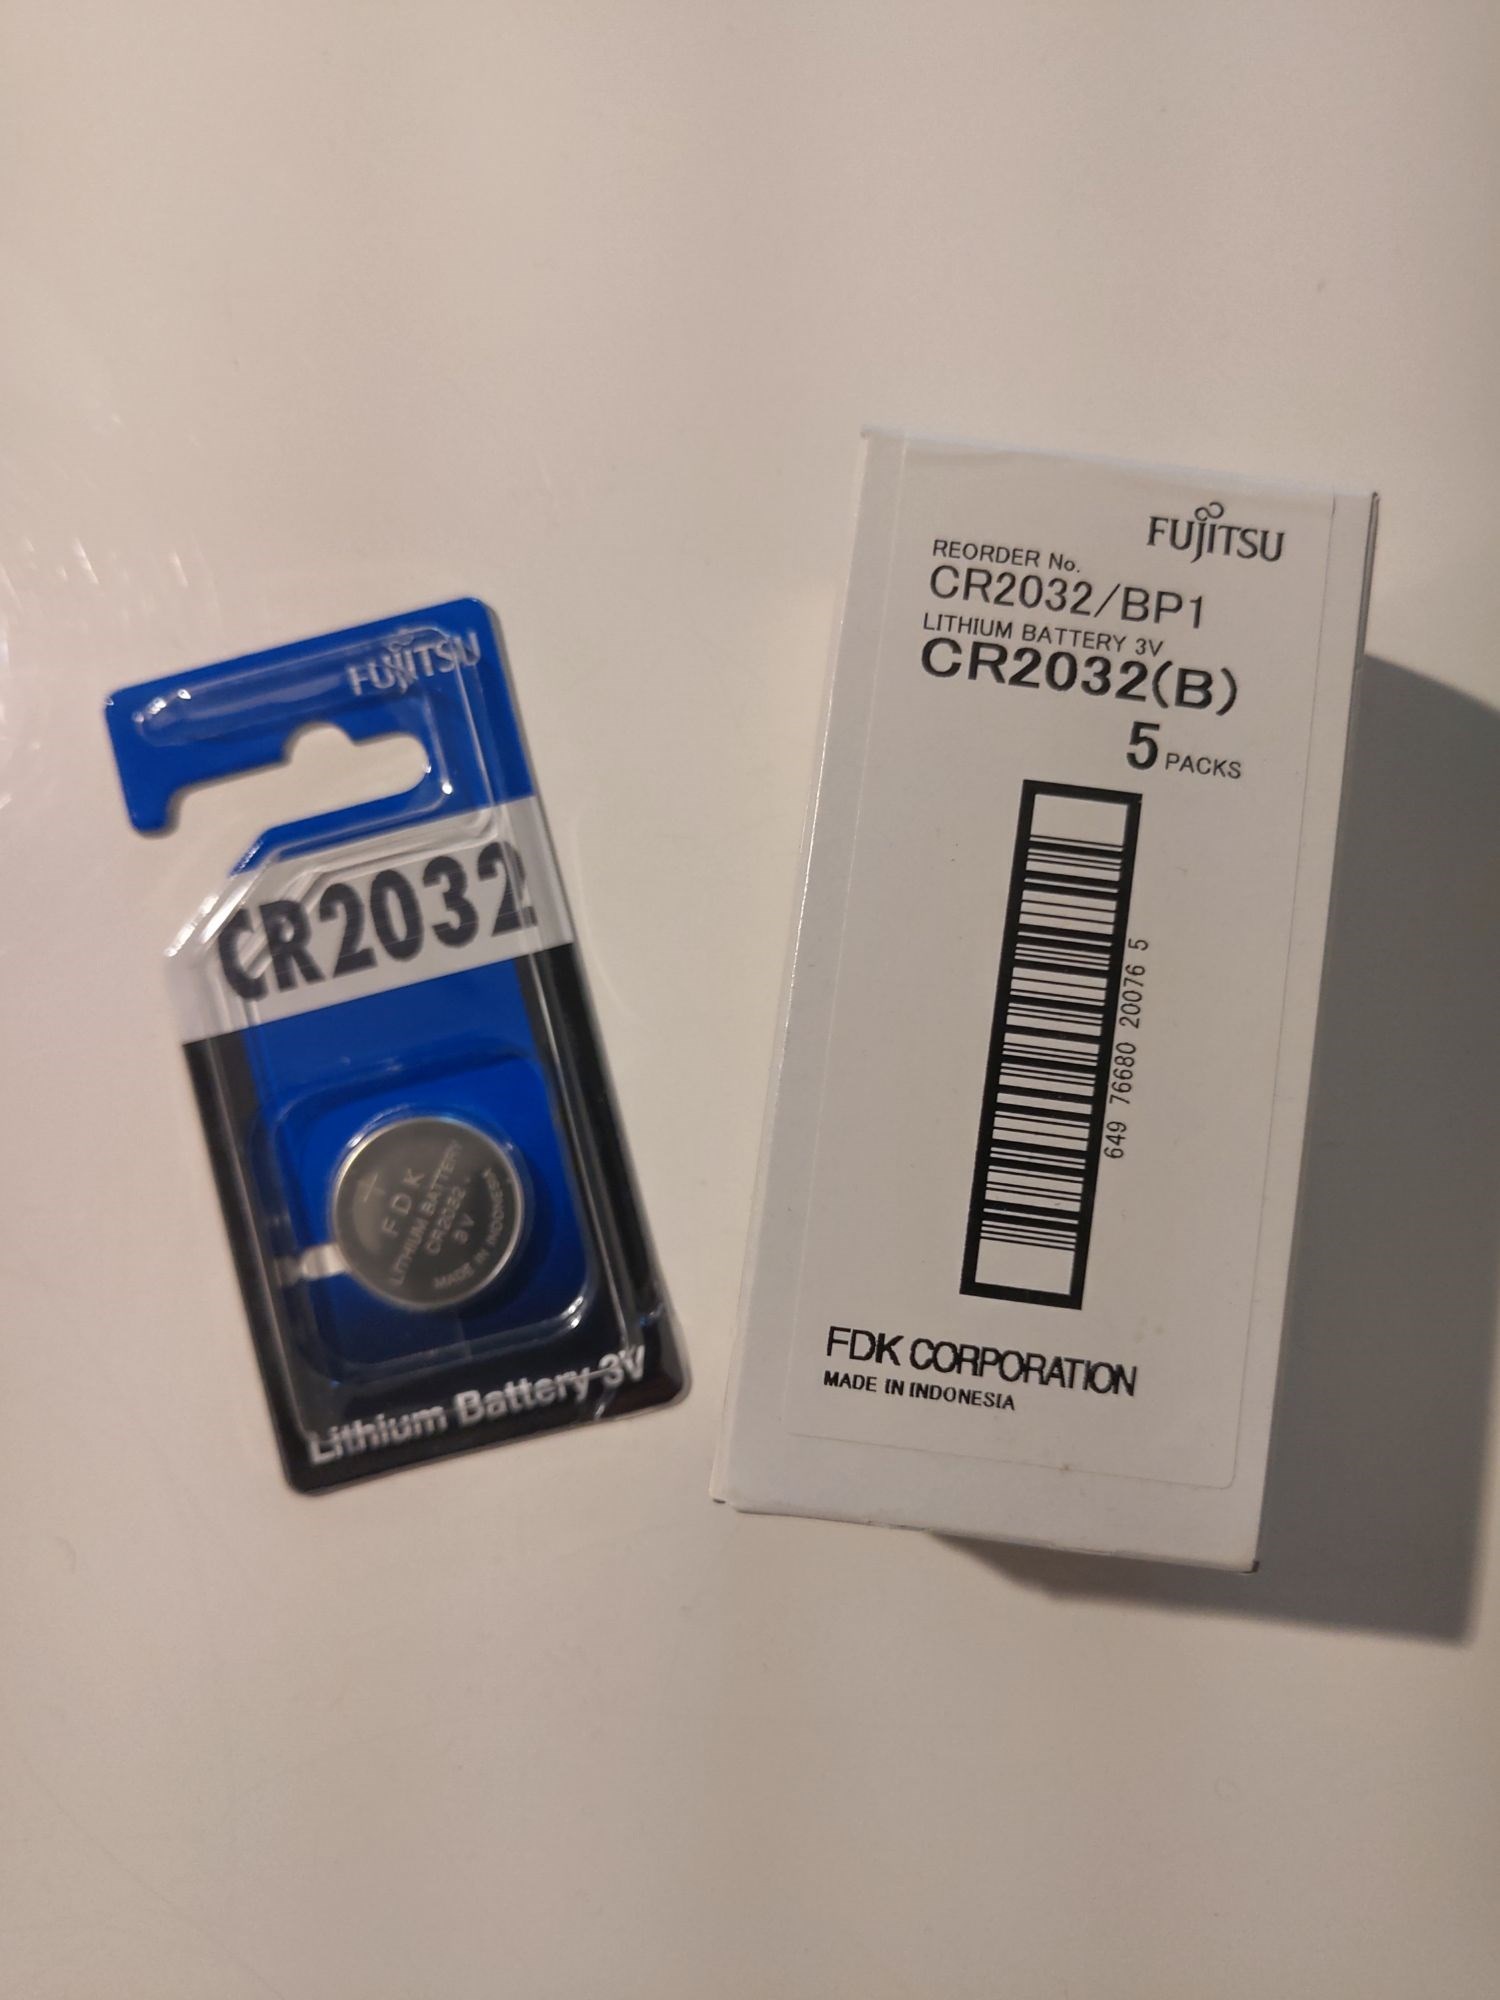 FUJITSU
CR2032
+
FDK
LITHIUM BATTERY
CR2032
3V
MADE IN INDONESIA
Lithium Battery 3V
FUJITSU
REORDER No.
CR2032/BP1
LITHIUM BATTERY 3V
CR2032(B)
5 PACKS
649 76680 20076 5
FDK CORPORATION
MADE IN INDONESIA